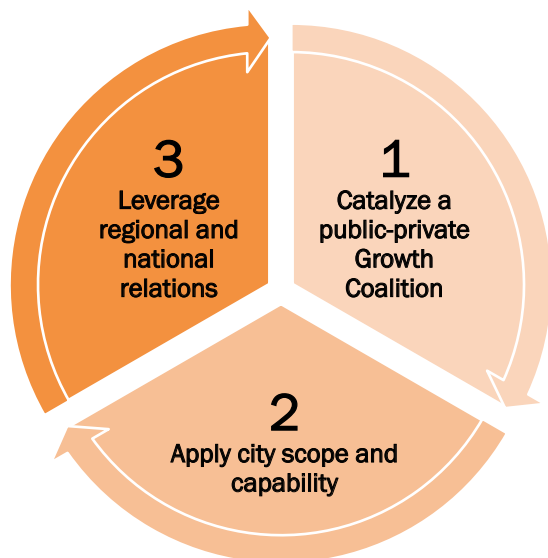 1
Catalyze a
public-private
Growth
Coalition
2
Apply city scope and
capability
3
Leverage
regional and
national
relations